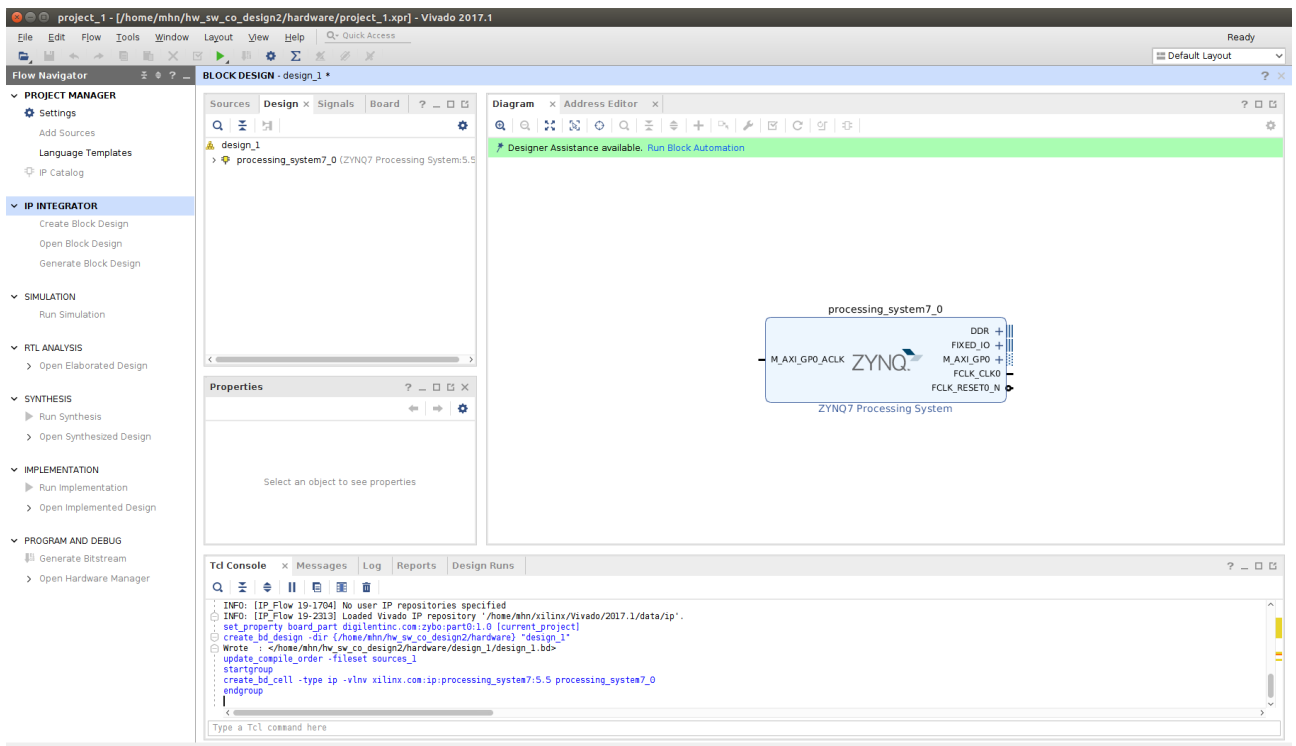 project_1 - [/home/mhn/hw_sw_co_design2/hardware/project_1.xpr] - Vivado 2017.1
File Edit Flow Tools Window Layout View Help Quick Access
Ready
Default Layout
Flow Navigator
BLOCK DESIGN - design_1 *
PROJECT MANAGER
Settings
Add Sources
Language Templates
IP Catalog
IP INTEGRATOR
Create Block Design
Open Block Design
Generate Block Design
SIMULATION
Run Simulation
RTL ANALYSIS
Open Elaborated Design
SYNTHESIS
Run Synthesis
Open Synthesized Design
IMPLEMENTATION
Run Implementation
Open Implemented Design
PROGRAM AND DEBUG
Generate Bitstream
Open Hardware Manager
Sources Design Signals Board
design_1
processing_system7_0 (ZYNQ7 Processing System:5.5
Properties
Select an object to see properties
Diagram Address Editor
Designer Assistance available. Run Block Automation
processing_system7_0
DDR
FIXED_IO
M_AXI_GP0_ACLK ZYNQ. M_AXI_GP0
FCLK_CLK0
FCLK_RESET0_N
ZYNQ7 Processing System
Tcl Console Messages Log Reports Design Runs
INFO: [IP_Flow 19-1704] No user IP repositories specified
INFO: [IP_Flow 19-2313] Loaded Vivado IP repository '/home/mhn/xilinx/Vivado/2017.1/data/ip'.
set_property board_part digilentinc.com:zybo:part0:1.0 [current_project]
create_bd_design -dir {/home/mhn/hw_sw_co_design2/hardware} "design_1"
Wrote : </home/mhn/hw_sw_co_design2/hardware/design_1/design_1.bd>
update_compile_order -fileset sources_1
startgroup
create_bd_cell -type ip -vlnv xilinx.com:ip:processing_system7:5.5 processing_system7_0
endgroup
Type a Tcl command here